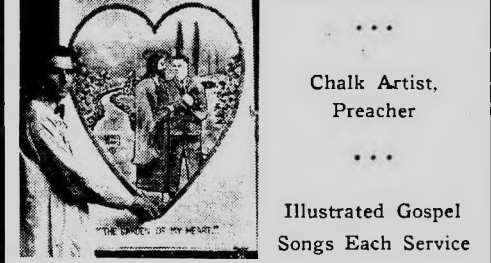 "THE GARDEN OF MY HEART"
• • •
Chalk Artist,
Preacher
• • •
Illustrated Gospel
Songs Each Service